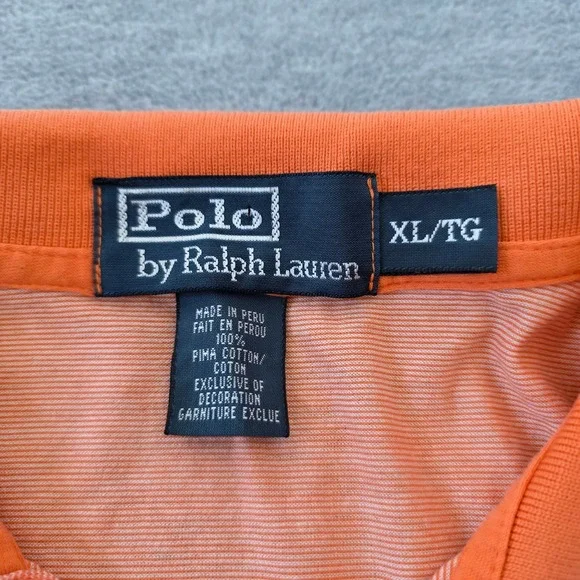 Polo
by Ralph Lauren
XL/TG
MADE IN PERU
FAIT EN PEROU
100%
PIMA COTTON/
COTON
EXCLUSIVE OF
DECORATION
GARNITURE EXCLUE